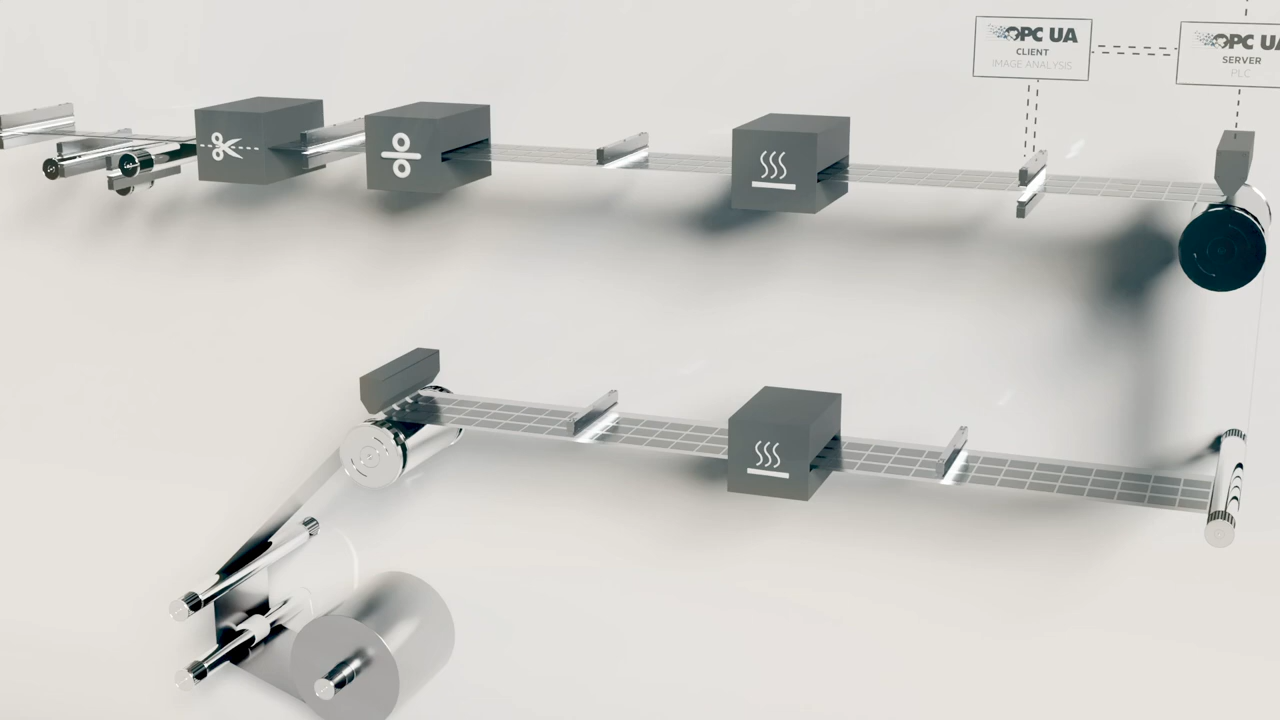 OPC UA
CLIENT
IMAGE ANALYSIS
OPC UA
SERVER
PLC